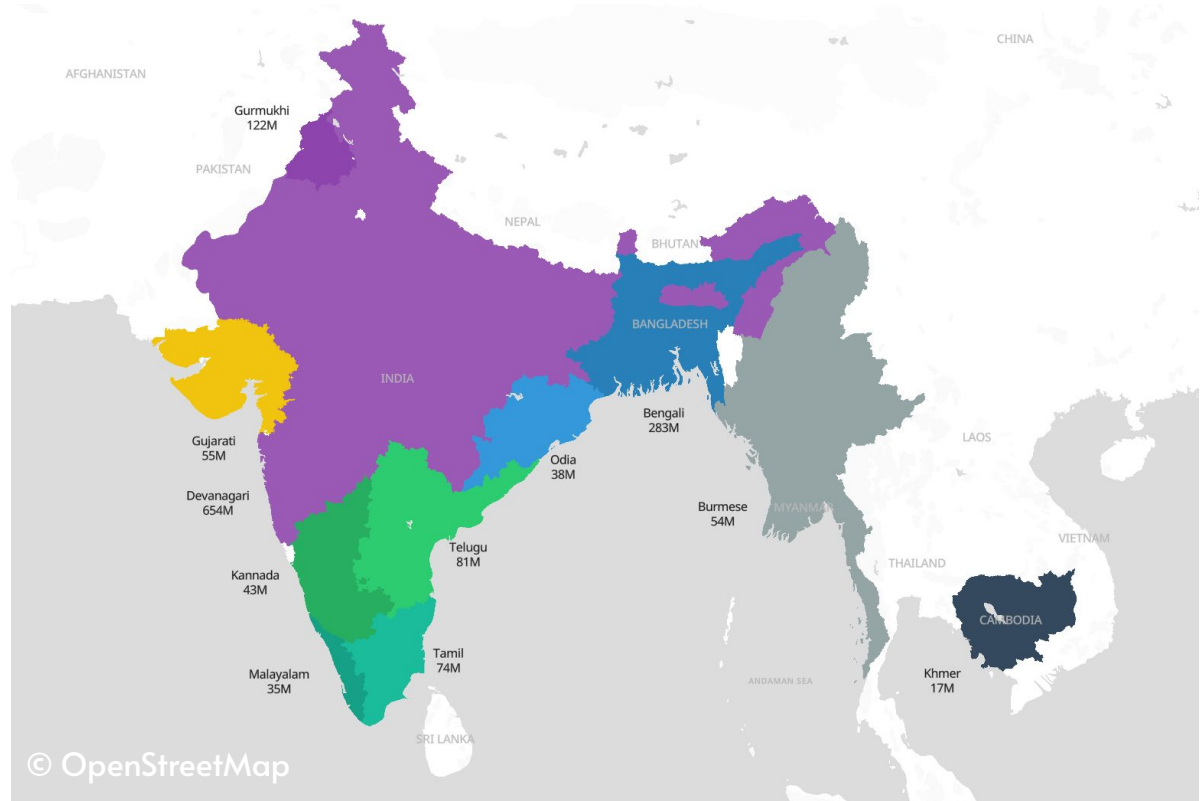 CHINA
AFGHANISTAN
Gurmukhi
122M
PAKISTAN
NEPAL
BHUTAN
BANGLADESH
INDIA
Gujarati
55M
Bengali
283M
LAOS
Odia
38M
Devanagari
654M
Burmese
54M
MYANMAR
VIETNAM
Telugu
81M
THAILAND
Kannada
43M
CAMBODIA
Tamil
74M
Malayalam
35M
Khmer
17M
ANDAMAN SEA
SRI LANKA
© OpenStreetMap